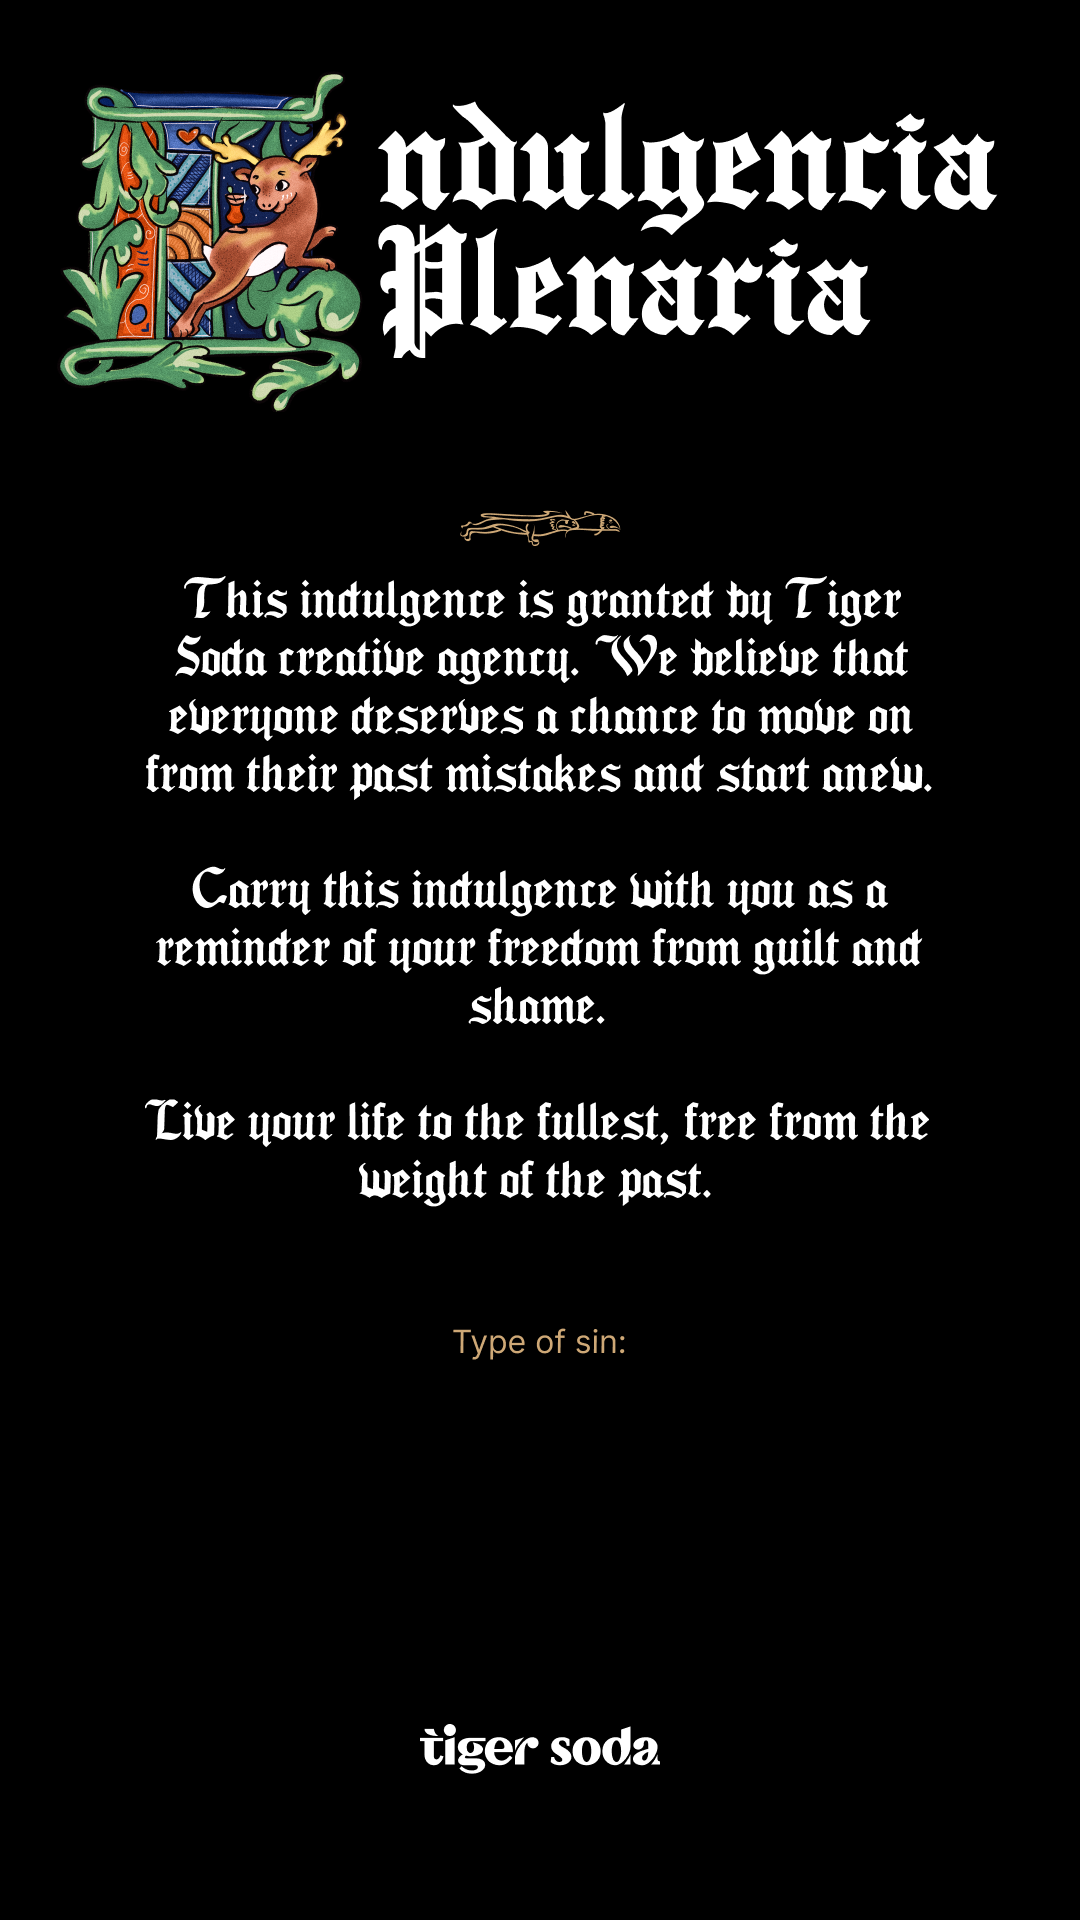 Indulgencia
Plenaria
This indulgence is granted by Tiger
Soda creative agency. We believe that
everyone deserves a chance to move on
from their past mistakes and start anew.
Carry this indulgence with you as a
reminder of your freedom from guilt and
shame.
Live your life to the fullest, free from the
weight of the past.
Type of sin:
tiger soda